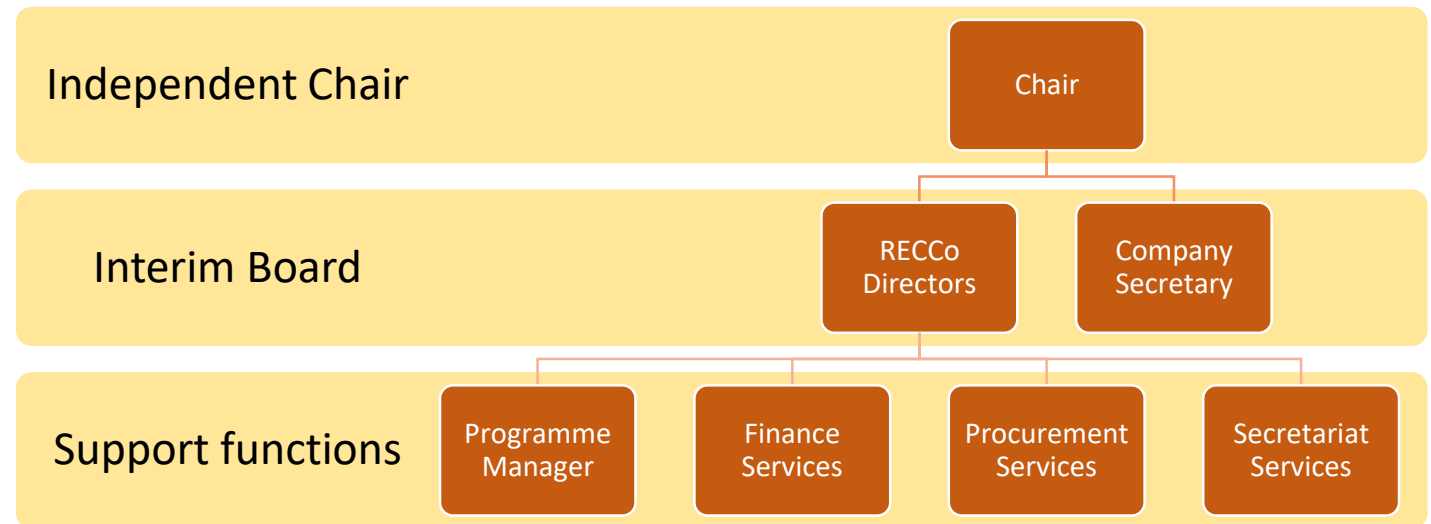 Independent Chair
Chair
Interim Board
RECCo
Directors
Company
Secretary
Support functions
Programme
Manager
Finance
Services
Procurement
Services
Secretariat
Services